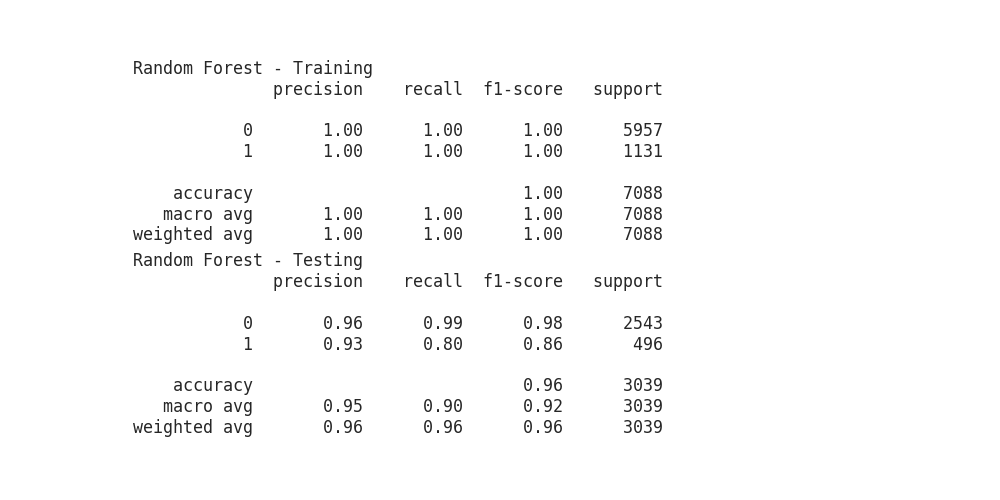 Random Forest - Training
              precision    recall  f1-score   support

           0       1.00      1.00      1.00      5957
           1       1.00      1.00      1.00      1131

    accuracy                           1.00      7088
   macro avg       1.00      1.00      1.00      7088
weighted avg       1.00      1.00      1.00      7088
Random Forest - Testing
              precision    recall  f1-score   support

           0       0.96      0.99      0.98      2543
           1       0.93      0.80      0.86       496

    accuracy                           0.96      3039
   macro avg       0.95      0.90      0.92      3039
weighted avg       0.96      0.96      0.96      3039